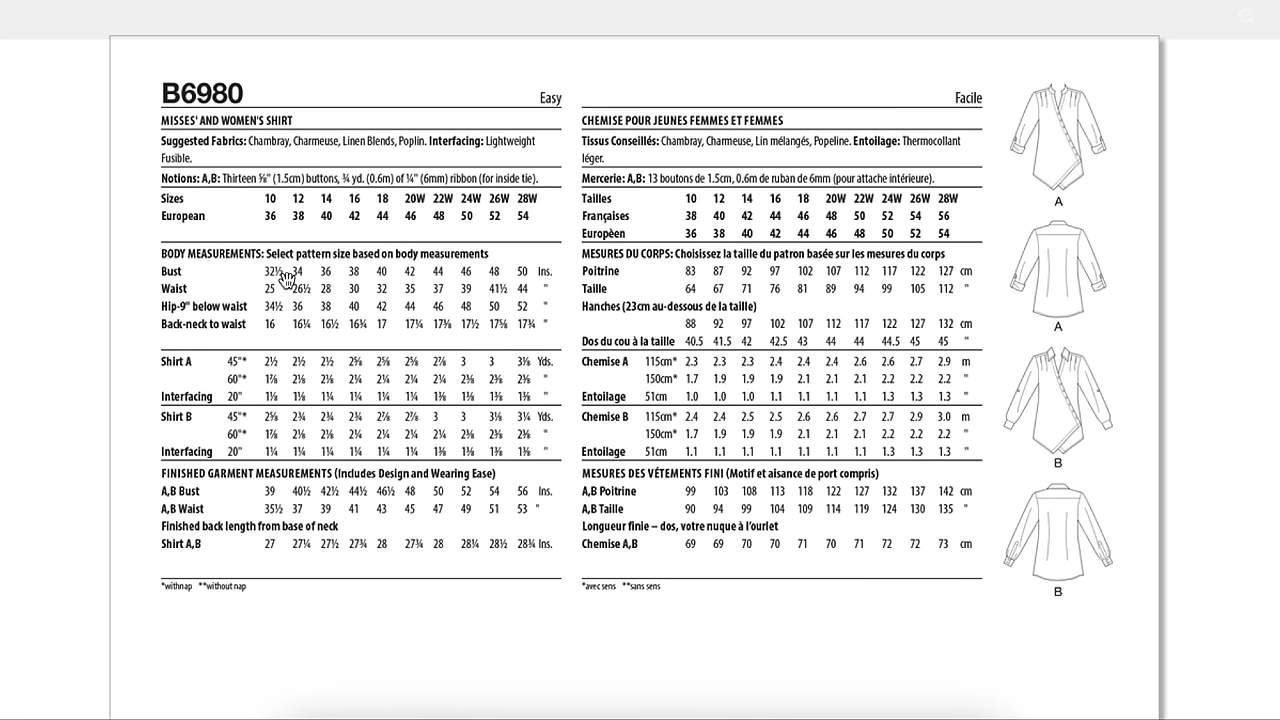 B6980 Easy
MISSES' AND WOMEN'S SHIRT
Suggested Fabrics: Chambray, Charmeuse, Linen Blends, Poplin. Interfacing: Lightweight
Fusible.
Notions: A,B: Thirteen ⅝" (1.5cm) buttons, ¾ yd. (0.6m) of ¼" (6mm) ribbon (for inside tie).
Sizes 10 12 14 16 18 20W 22W 24W 26W 28W
European 36 38 40 42 44 46 48 50 52 54
BODY MEASUREMENTS: Select pattern size based on body measurements
Bust 32½ 34 36 38 40 42 44 46 48 50 Ins.
Waist 25 26½ 28 30 32 35 37 39 41½ 44 "
Hip-9" below waist 34½ 36 38 40 42 44 46 48 50 52 "
Back-neck to waist 16 16¼ 16½ 16¾ 17 17¼ 17⅜ 17½ 17⅝ 17¾ "
Shirt A 45"* 2½ 2½ 2½ 2⅝ 2⅝ 2⅝ 2⅞ 3 3 3⅛ Yds.
60"* 1⅞ 2⅛ 2⅛ 2¼ 2¼ 2¼ 2¼ 2⅜ 2⅜ 2⅜ "
Interfacing 20" 1⅛ 1⅛ 1¼ 1¼ 1¼ 1¼ 1⅜ 1⅜ 1⅜ 1⅜ "
Shirt B 45"* 2⅝ 2¾ 2¾ 2¾ 2⅞ 2⅞ 3 3 3⅛ 3¼ Yds.
60"* 1⅞ 2⅛ 2⅛ 2¼ 2¼ 2¼ 2¼ 2⅜ 2⅜ 2⅜ "
Interfacing 20" 1¼ 1¼ 1¼ 1¼ 1¼ 1¼ 1⅜ 1⅜ 1⅜ 1⅜ "
FINISHED GARMENT MEASUREMENTS (Includes Design and Wearing Ease)
A,B Bust 39 40½ 42½ 44½ 46½ 48 50 52 54 56 Ins.
A,B Waist 35½ 37 39 41 43 45 47 49 51 53 "
Finished back length from base of neck
Shirt A,B 27 27¼ 27½ 27¾ 28 27¾ 28 28¼ 28½ 28¾ Ins.
*withnap **without nap
Facile
CHEMISE POUR JEUNES FEMMES ET FEMMES
Tissus Conseillés: Chambray, Charmeuse, Lin mélangés, Popeline. Entoilage: Thermocollant
léger.
Mercerie: A,B: 13 boutons de 1.5cm, 0.6m de ruban de 6mm (pour attache intérieure).
Tailles 10 12 14 16 18 20W 22W 24W 26W 28W
Françaises 38 40 42 44 46 48 50 52 54 56
Europèen 36 38 40 42 44 46 48 50 52 54
MESURES DU CORPS: Choisissez la taille du patron basée sur les mesures du corps
Poitrine 83 87 92 97 102 107 112 117 122 127 cm
Taille 64 67 71 76 81 89 94 99 105 112 "
Hanches (23cm au-dessous de la taille)
88 92 97 102 107 112 117 122 127 132 cm
Dos du cou à la taille 40.5 41.5 42 42.5 43 44 44 44.5 45 45 "
Chemise A 115cm* 2.3 2.3 2.3 2.4 2.4 2.4 2.6 2.6 2.7 2.9 m
150cm* 1.7 1.9 1.9 1.9 2.1 2.1 2.1 2.2 2.2 2.2 "
Entoilage 51cm 1.0 1.0 1.0 1.1 1.1 1.1 1.1 1.3 1.3 1.3 "
Chemise B 115cm* 2.4 2.4 2.5 2.5 2.6 2.6 2.7 2.7 2.9 3.0 m
150cm* 1.7 1.9 1.9 1.9 2.1 2.1 2.2 2.2 2.2 2.2 "
Entoilage 51cm 1.1 1.1 1.1 1.1 1.1 1.1 1.1 1.3 1.3 1.3 "
MESURES DES VÉTEMENTS FINI (Motif et aisance de port compris)
A,B Poitrine 99 103 108 113 118 122 127 132 137 142 cm
A,B Taille 90 94 99 104 109 114 119 124 130 135 "
Longueur finie – dos, votre nuque à l'ourlet
Chemise A,B 69 69 70 70 71 70 71 72 72 73 cm
*avec sens **sans sens
A
A
B
B